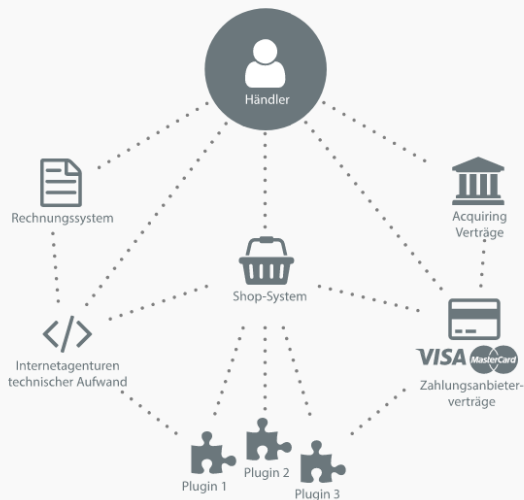 Händler
Rechnungssystem
Acquiring
Verträge
Shop-System
Internetagenturen
technischer Aufwand
VISA MasterCard
Zahlungsanbieter-
verträge
Plugin 1
Plugin 2
Plugin 3